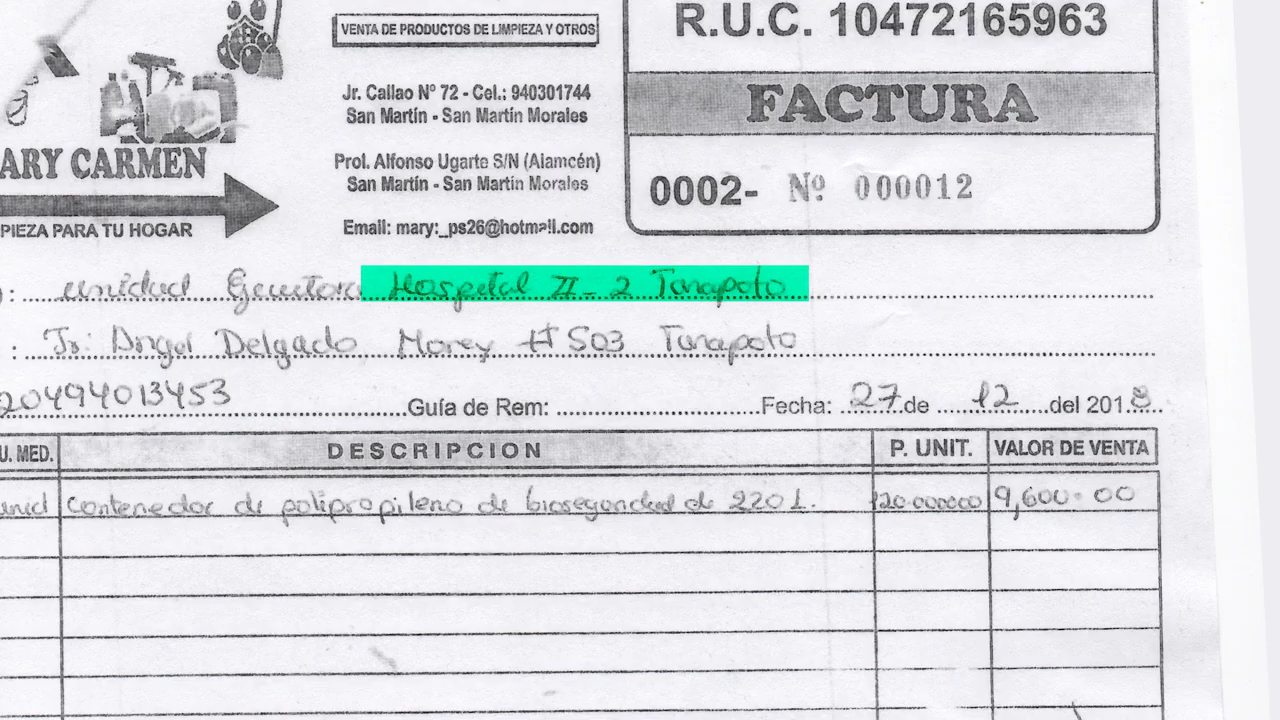 R.U.C. 10472165963
VENTA DE PRODUCTOS DE LIMPIEZA Y OTROS
FACTURA
Jr. Callao Nº 72 - Cel.: 940301744
San Martín - San Martín Morales
ARY CARMEN
Prol. Alfonso Ugarte S/N (Alamcén)
San Martín - San Martín Morales
0002- Nº 000012
PIEZA PARA TU HOGAR
Email: mary:_ps26@hotmail.com
: unidad Hospital II-2 Tarapoto
: Jr. Angel Delgado Morey # 503 Tarapoto
20494013453 Guía de Rem: Fecha: 27 de 12 del 2018
U. MED. DESCRIPCION P. UNIT. VALOR DE VENTA
unid Contenedor de polipropileno de bioseguridad de 220 L. 120.000000 9,600.00